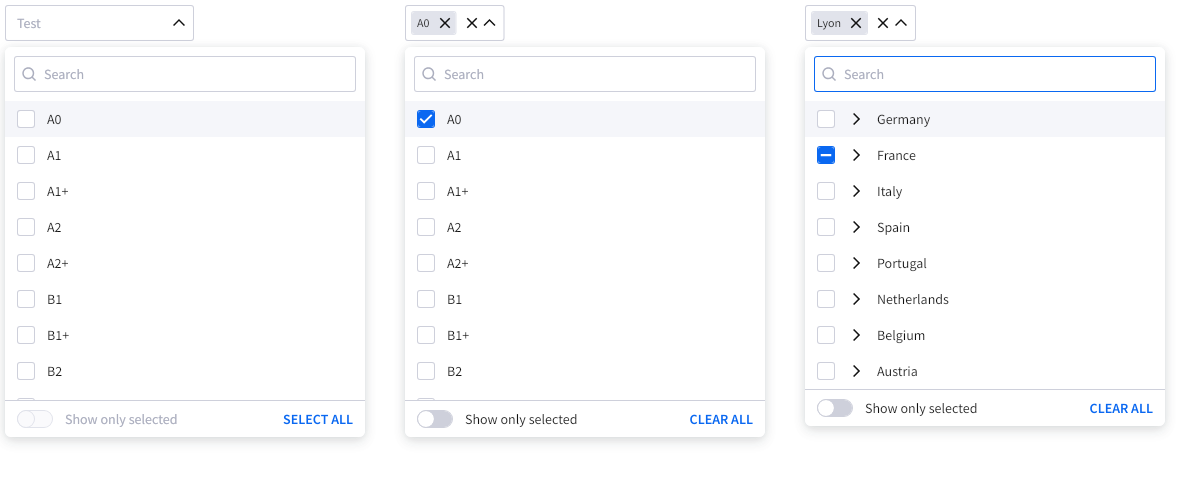 Test
Search
A0
A1
A1+
A2
A2+
B1
B1+
B2
Show only selected
SELECT ALL
A0
Search
A0
A1
A1+
A2
A2+
B1
B1+
B2
Show only selected
CLEAR ALL
Lyon
Search
Germany
France
Italy
Spain
Portugal
Netherlands
Belgium
Austria
Show only selected
CLEAR ALL